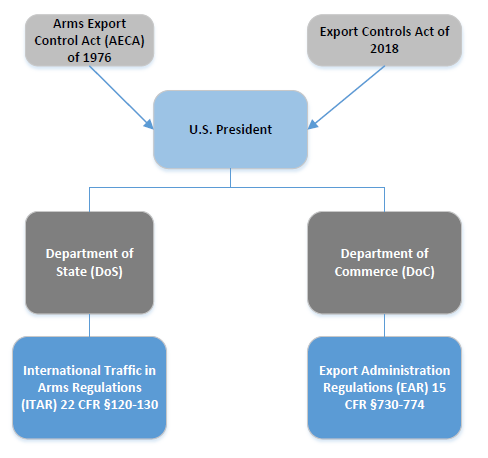 Arms Export
Control Act (AECA)
of 1976
Export Controls Act of
2018
U.S. President
Department of
State (DoS)
Department of
Commerce (DoC)
International Traffic in
Arms Regulations
(ITAR) 22 CFR §120-130
Export Administration
Regulations (EAR) 15
CFR §730-774